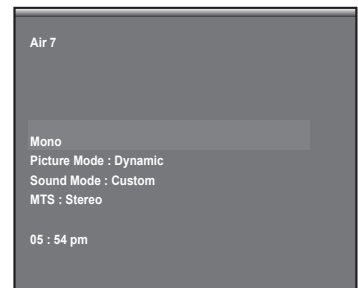 Air 7
Mono
Picture Mode : Dynamic
Sound Mode : Custom
MTS : Stereo
05 : 54 pm